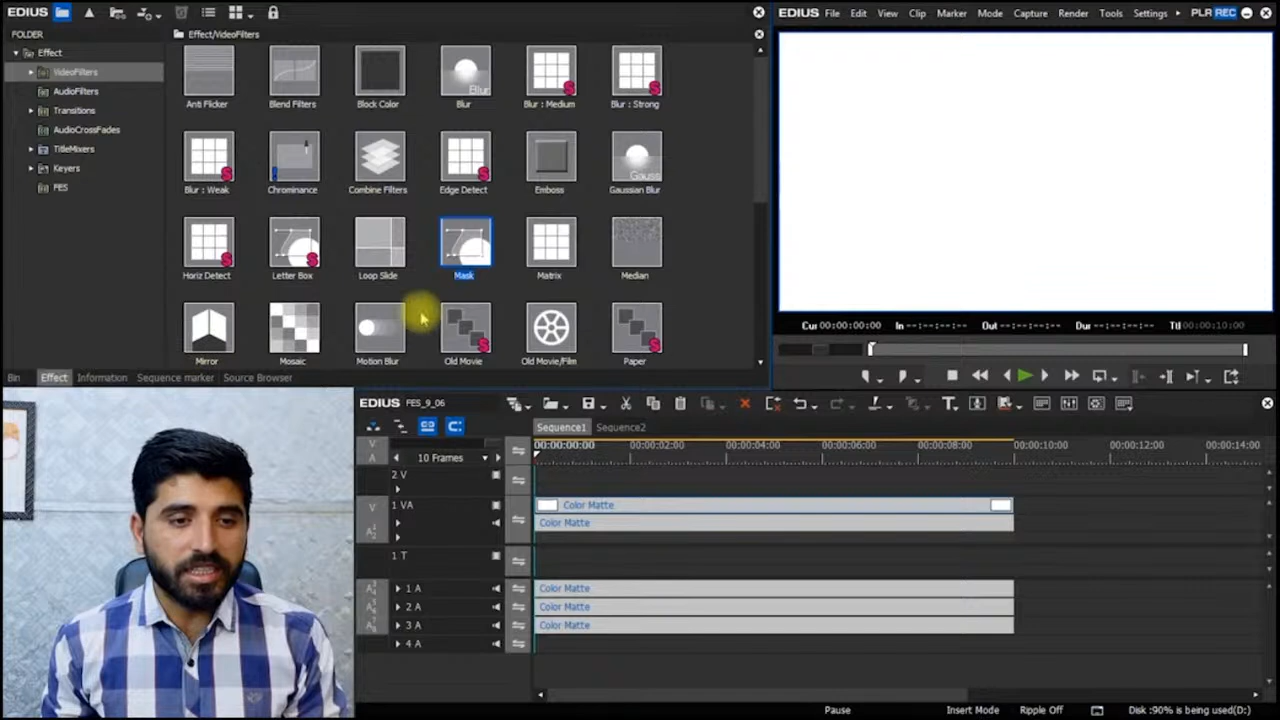 EDIUS
FOLDER
Effect
VideoFilters
AudioFilters
Transitions
AudioCrossFades
TitleMixers
Keyers
FES
Effect/VideoFilters
Anti Flicker
Blend Filters
Block Color
Blur
Blur
Blur : Medium
S
Blur : Strong
S
Blur : Weak
S
Chrominance
Combine Filters
Edge Detect
S
Emboss
Gaussian Blur
Gauss
Horiz Detect
S
Letter Box
S
Loop Slide
Mask
Matrix
Median
Mirror
Mosaic
Motion Blur
Old Movie
S
Old Movie/Film
Paper
S
Bin Effect Information Sequence marker Source Browser
EDIUS File Edit View Clip Marker Mode Capture Render Tools Settings PLR REC
Cur 00:00:00:00 In --:--:--:-- Out --:--:--:-- Dur --:--:--:-- Ttl 00:00:10:00
EDIUS FES_9_06
Sequence1 Sequence2
V
A
10 Frames
00:00:00:00 00:00:02:00 00:00:04:00 00:00:06:00 00:00:08:00 00:00:10:00 00:00:12:00 00:00:14:00
2 V
V
1 VA
Color Matte
Color Matte
1 T
1 A
Color Matte
2 A
Color Matte
3 A
Color Matte
4 A
Pause Insert Mode Ripple Off Disk :90% is being used(D:)